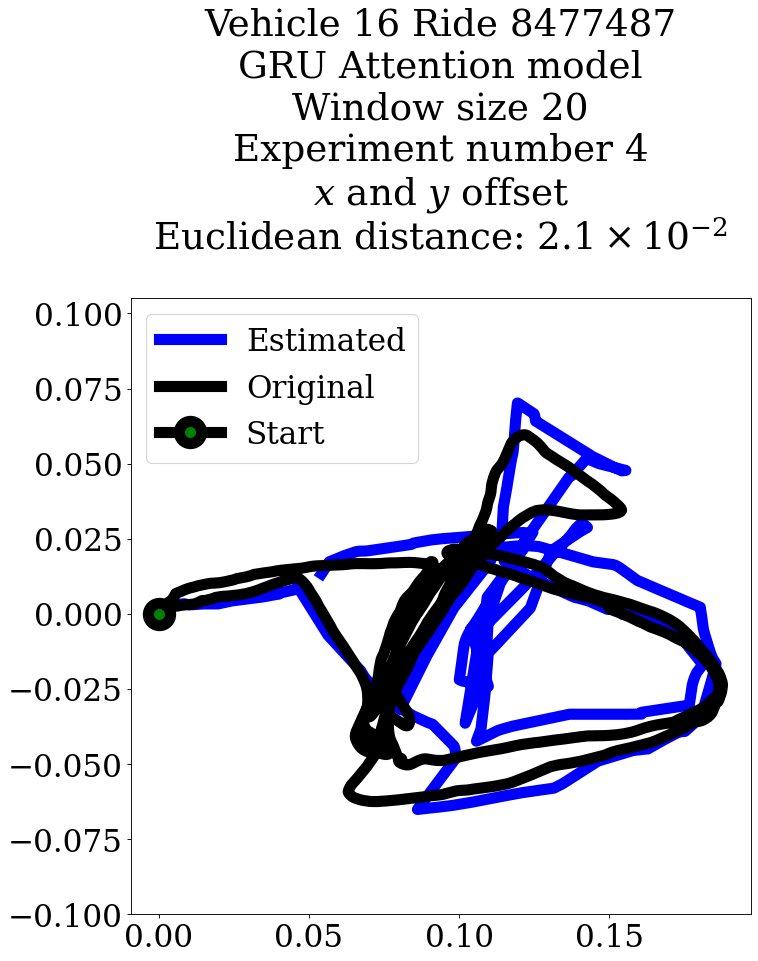 Vehicle 16 Ride 8477487
GRU Attention model
Window size 20
Experiment number 4
x and y offset
Euclidean distance: 2.1 × 10⁻²
0.100
0.075
0.050
0.025
0.000
−0.025
−0.050
−0.075
−0.100
Estimated
Original
Start
0.00 0.05 0.10 0.15